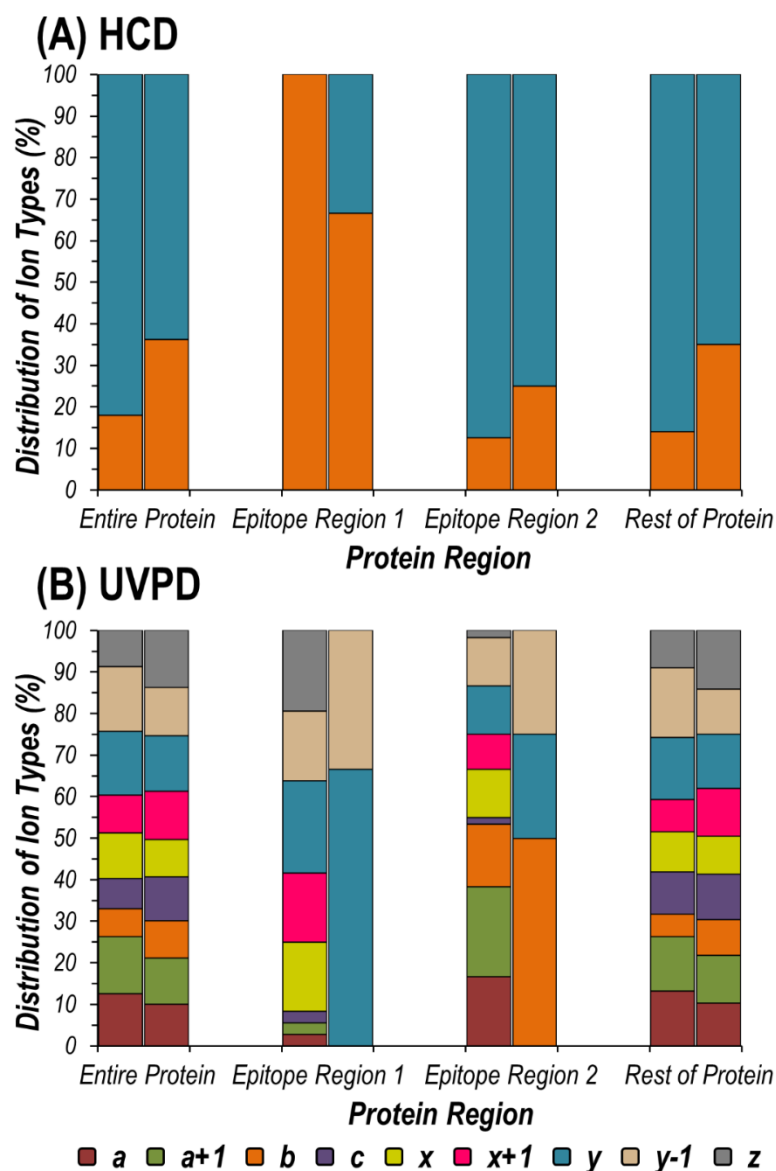 (A) HCD
Distribution of Ion Types (%)
100
90
80
70
60
50
40
30
20
10
0
Entire Protein Epitope Region 1 Epitope Region 2 Rest of Protein
Protein Region
(B) UVPD
Distribution of Ion Types (%)
100
90
80
70
60
50
40
30
20
10
0
Entire Protein Epitope Region 1 Epitope Region 2 Rest of Protein
Protein Region
a a+1 b c x x+1 y y-1 z